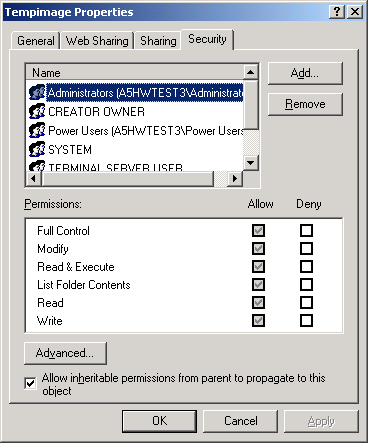 Tempimage Properties
General
Web Sharing
Sharing
Security
Name
Administrators (A5HWTEST3\Administrato
CREATOR OWNER
Power Users (A5HWTEST3\Power Users
SYSTEM
TERMINAL SERVER USER
Add...
Remove
Permissions:
Allow
Deny
Full Control
Modify
Read & Execute
List Folder Contents
Read
Write
Advanced...
Allow inheritable permissions from parent to propagate to this
object
OK
Cancel
Apply